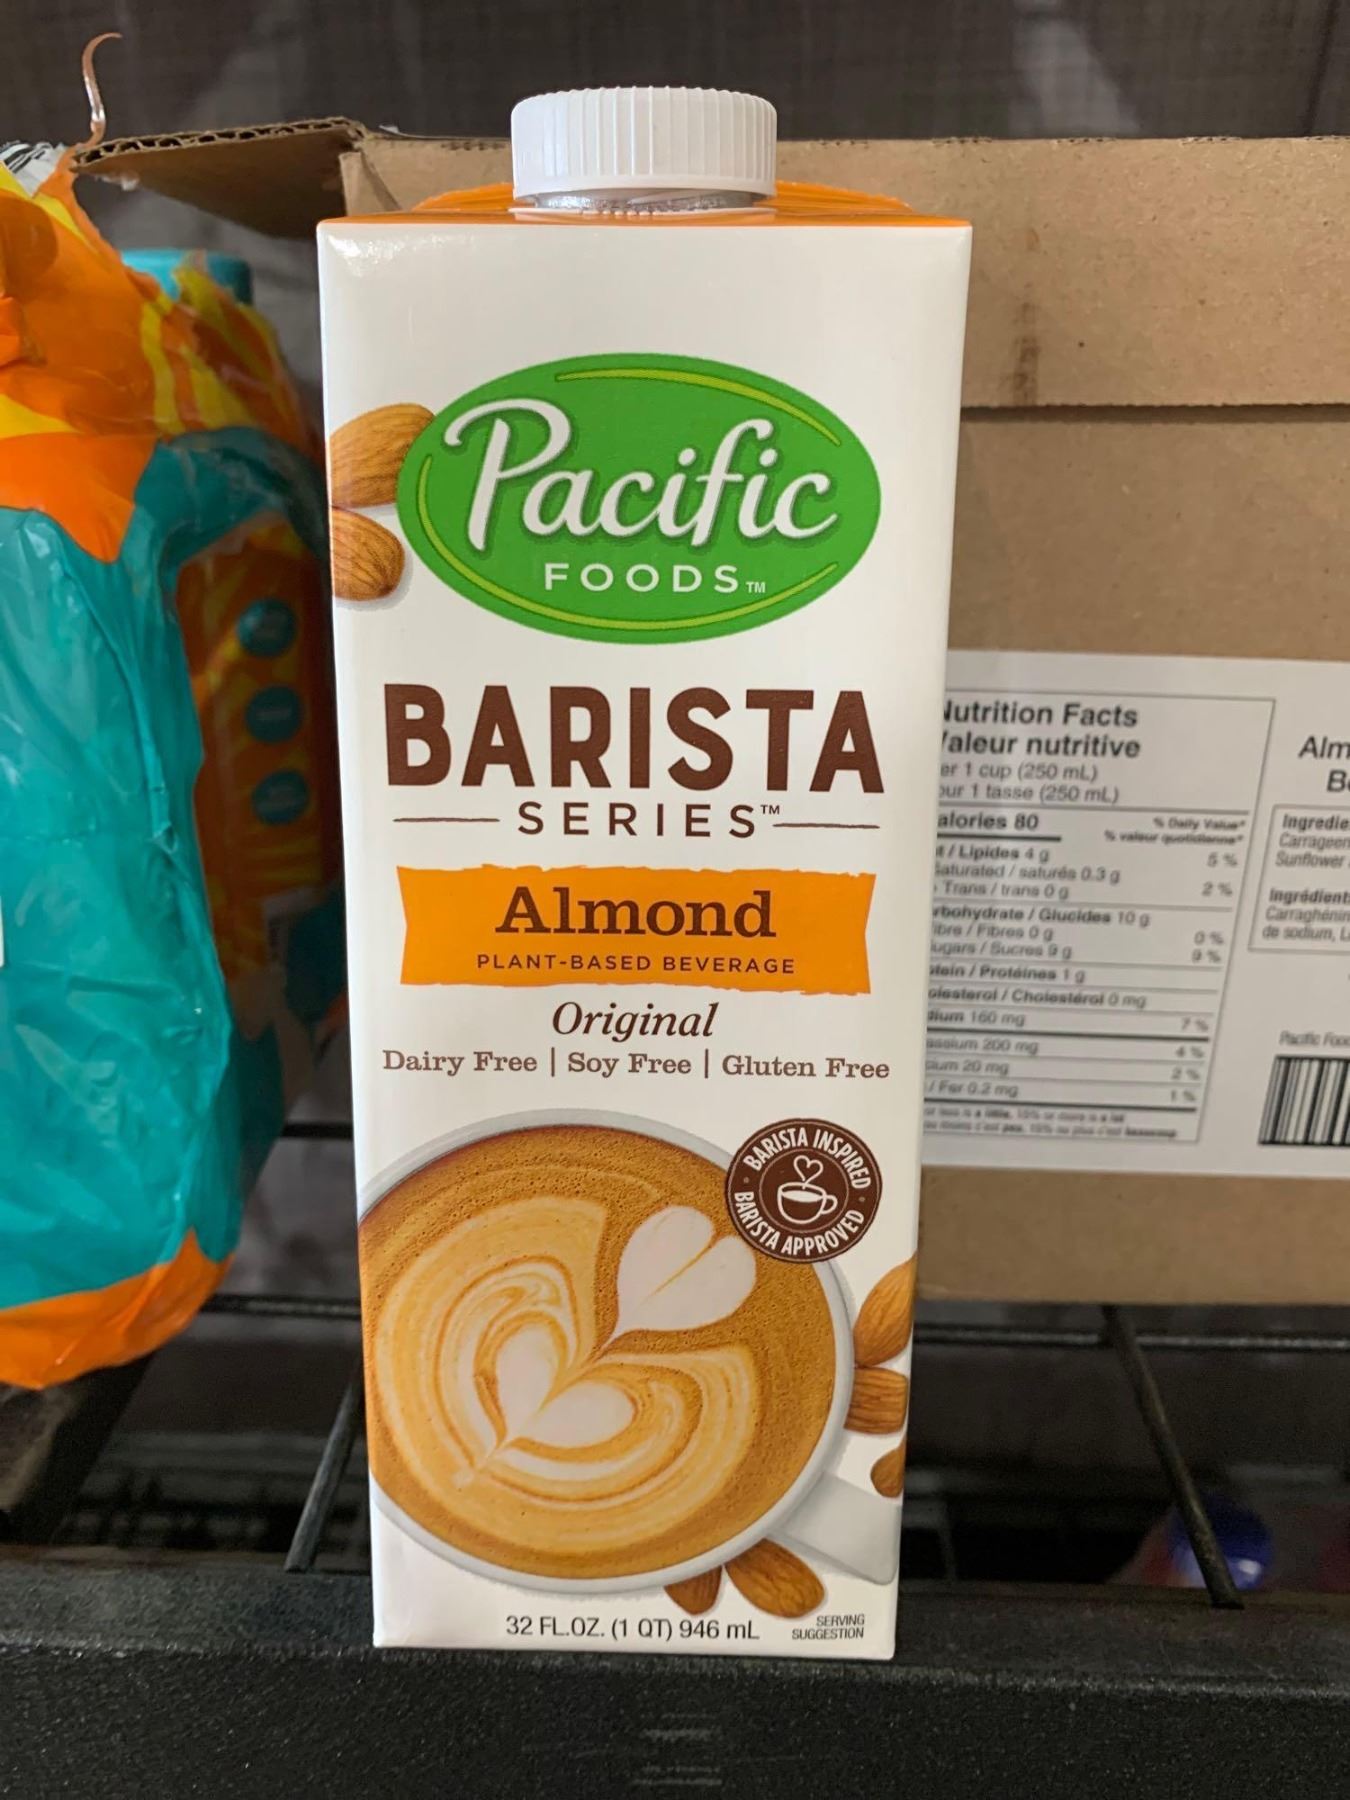 Pacific
FOODS™
BARISTA
SERIES™
Almond
PLANT-BASED BEVERAGE
Original
Dairy Free | Soy Free | Gluten Free
BARISTA INSPIRED
BARISTA APPROVED
32 FL.OZ. (1 QT) 946 mL
SERVING
SUGGESTION
Nutrition Facts
Valeur nutritive
er 1 cup (250 mL)
our 1 tasse (250 mL)
alories 80
% Daily Value*
% valeur quotidienne*
t / Lipides 4 g
5 %
Saturated / saturés 0.3 g
Trans / trans 0 g
2 %
rbohydrate / Glucides 10 g
ibre / Fibres 0 g
0 %
ugars / Sucres 9 g
9 %
otein / Protéines 1 g
olesterol / Cholestérol 0 mg
dium 160 mg
7 %
assium 200 mg
4 %
cium 20 mg
2 %
/ Fer 0.2 mg
1 %
Alm
Be
Ingredie
Carrageen
Sunflower
Ingrédients
Carraghénin
de sodium, L
Pacific Food